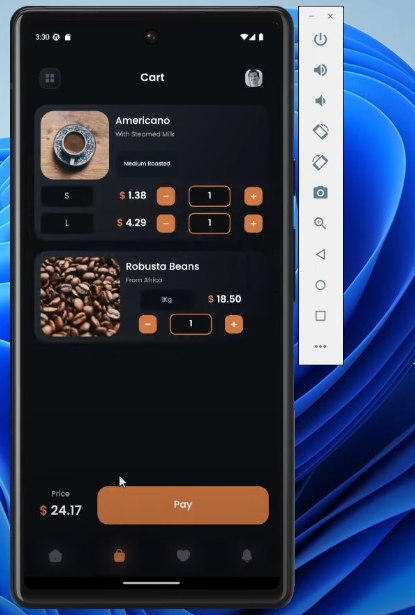 3:30
Cart
Americano
With Steamed Milk
Medium Roasted
S $ 1.38 − 1 +
L $ 4.29 − 1 +
Robusta Beans
From Africa
1Kg $ 18.50
− 1 +
Price
$ 24.17
Pay